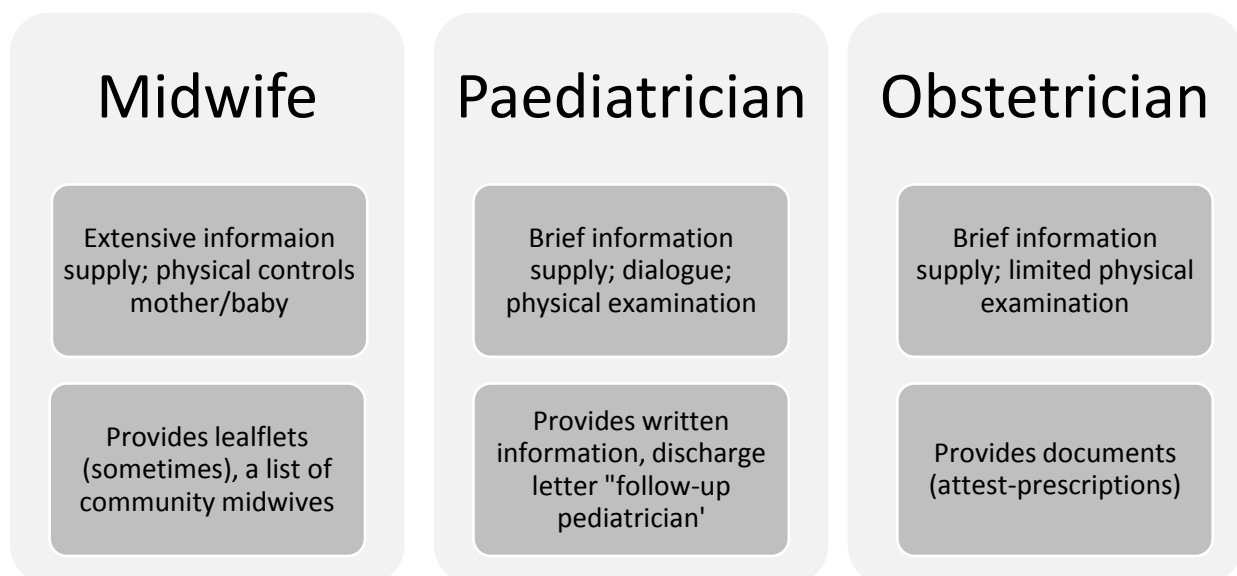 Midwife
Extensive informaion
supply; physical controls
mother/baby
Provides lealflets
(sometimes), a list of
community midwives
Paediatrician
Brief information
supply; dialogue;
physical examination
Provides written
information, discharge
letter "follow-up
pediatrician'
Obstetrician
Brief information
supply; limited physical
examination
Provides documents
(attest-prescriptions)